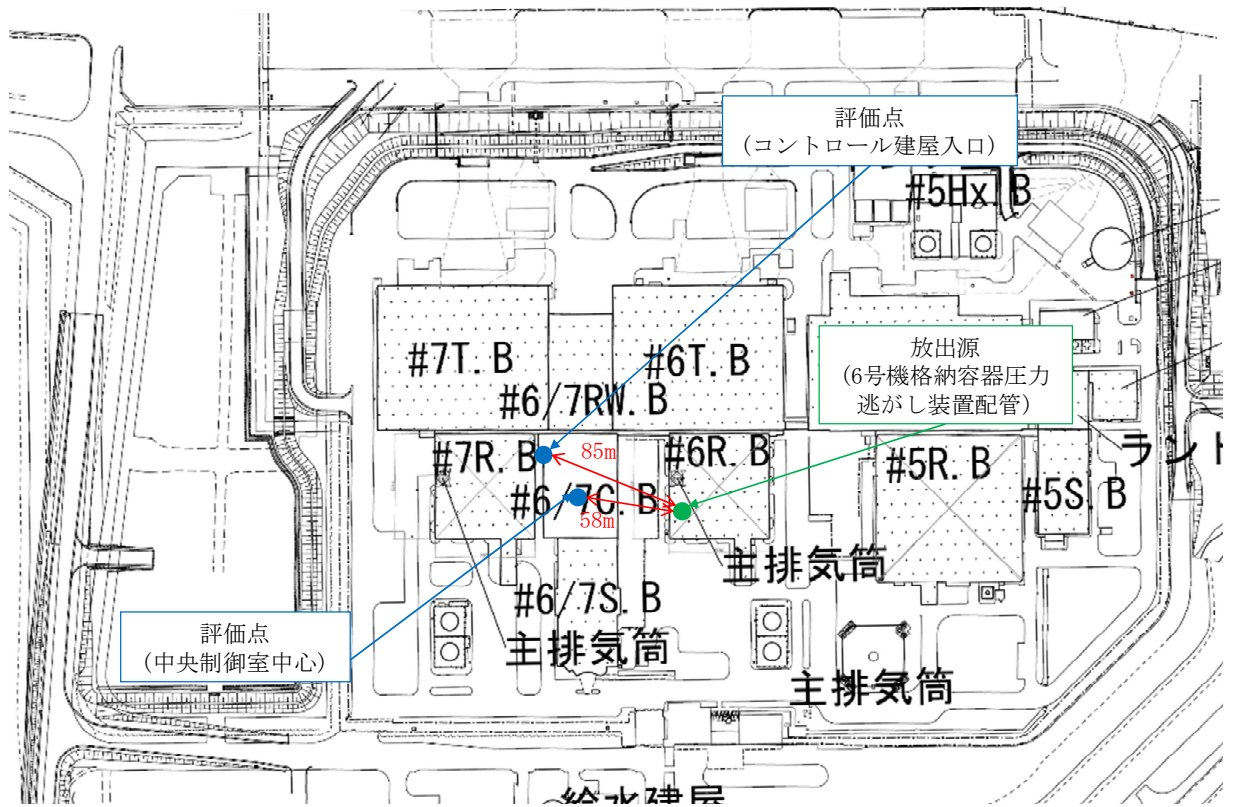 評価点
（コントロール建屋入口）
#5Hx. B
放出源
（6号機格納容器圧力
逃がし装置配管）
#7T. B
#6T. B
#6/7RW. B
#7R. B
85m
#6R. B
#5R. B
ランド
#6/7C. B
58m
#5S. B
主排気筒
#6/7S. B
評価点
（中央制御室中心）
主排気筒
主排気筒
給水建屋